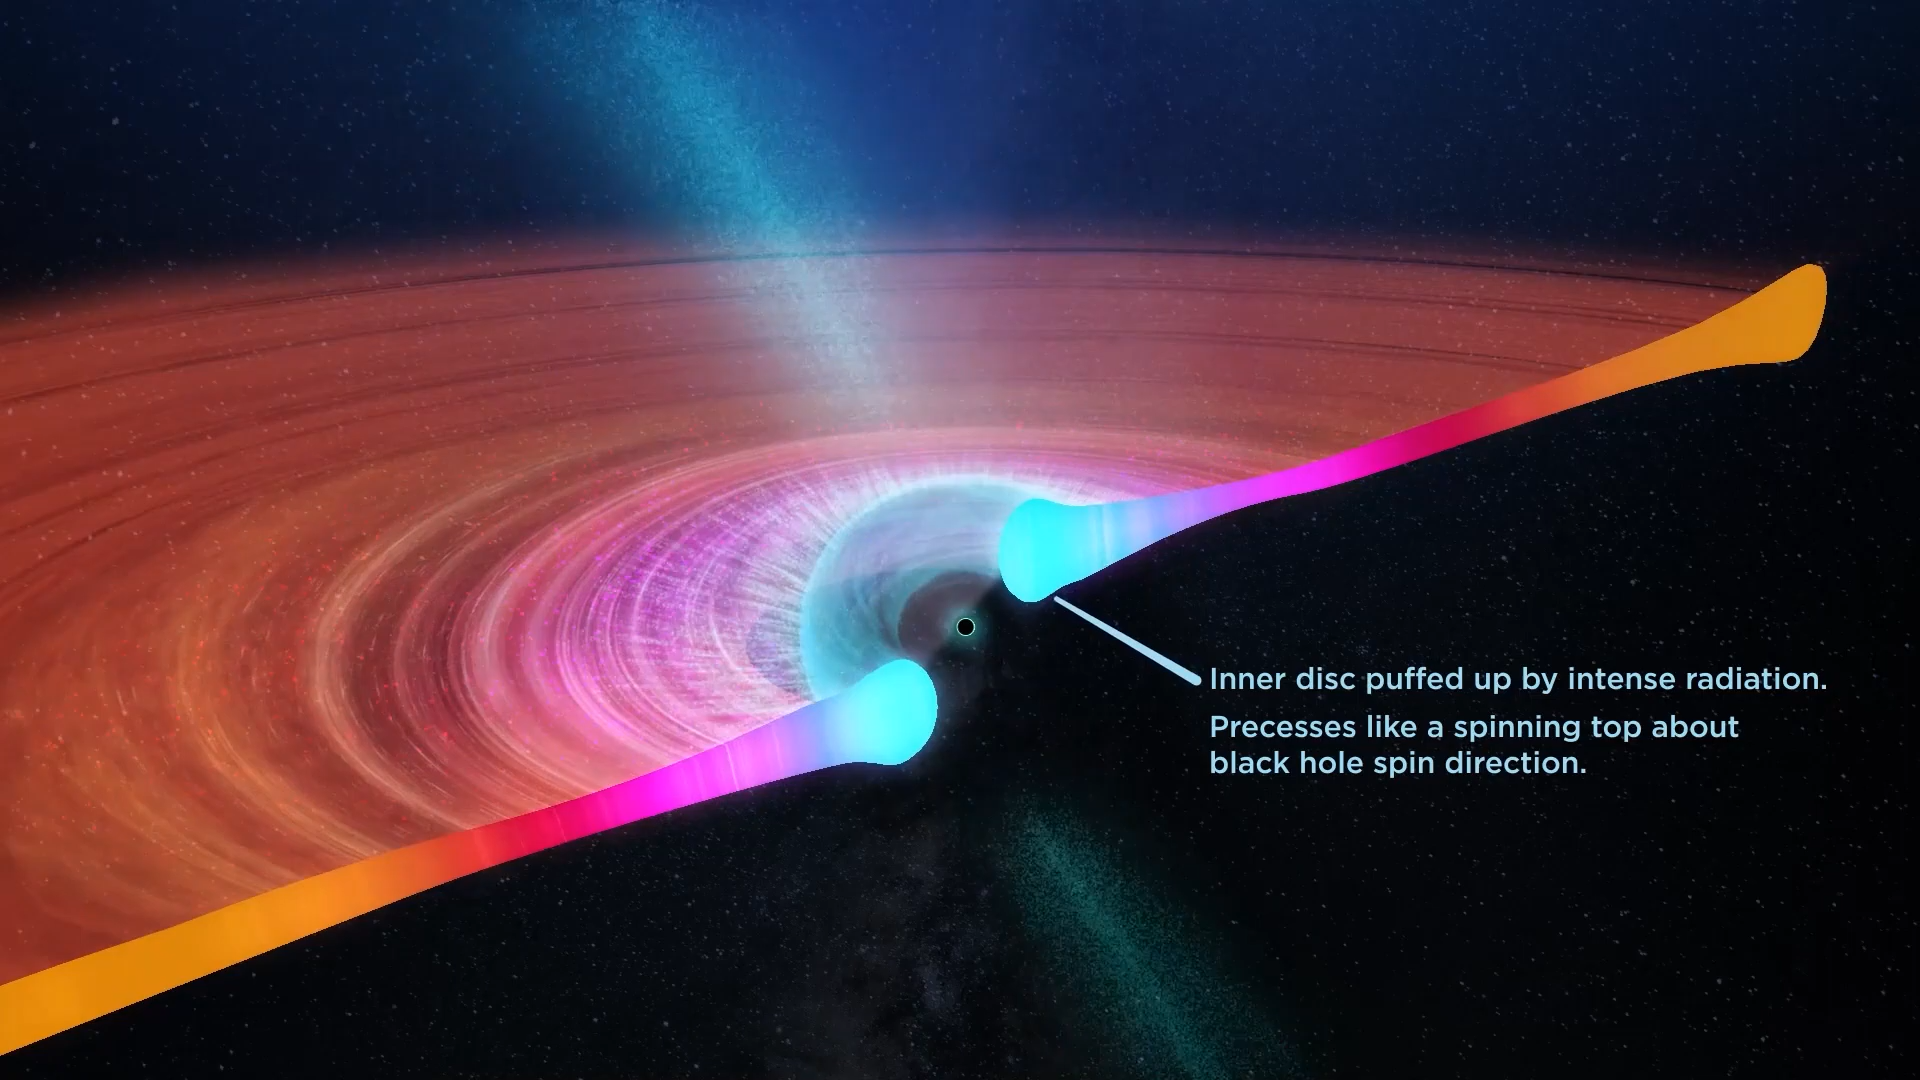 Inner disc puffed up by intense radiation.
Precesses like a spinning top about
black hole spin direction.